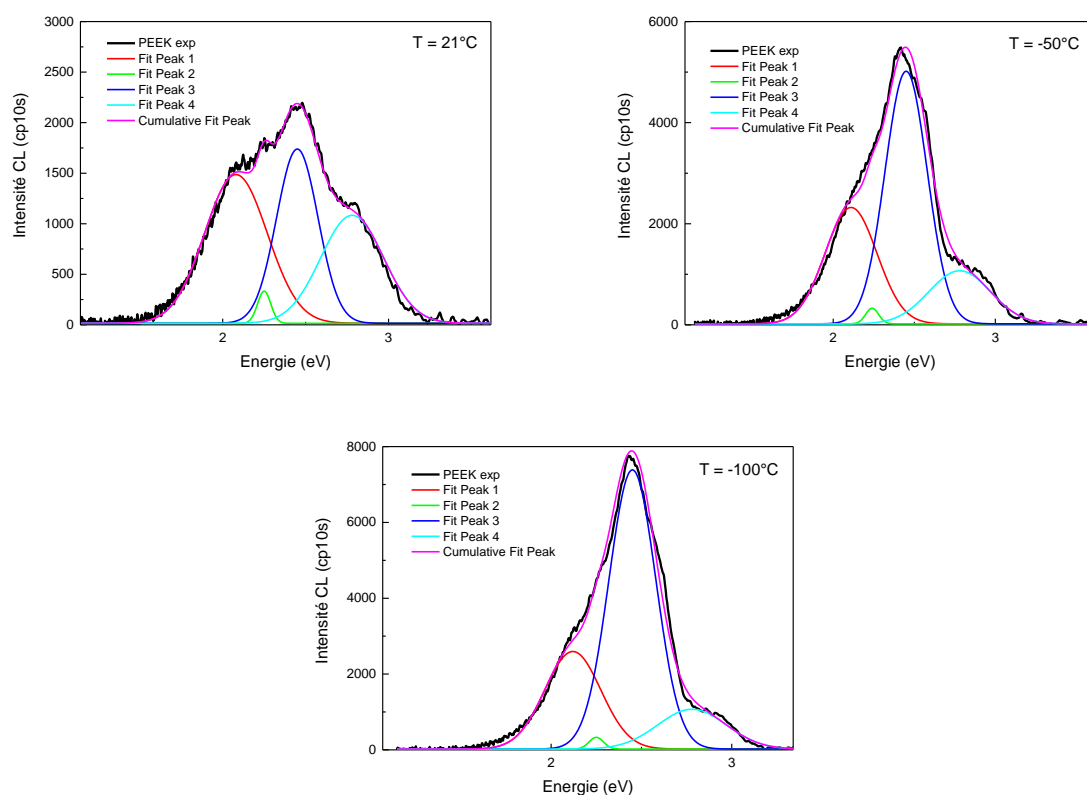 T = 21°C
PEEK exp
Fit Peak 1
Fit Peak 2
Fit Peak 3
Fit Peak 4
Cumulative Fit Peak
Intensité CL (cp10s)
3000
2500
2000
1500
1000
500
0
2 3
Energie (eV)
T = -50°C
PEEK exp
Fit Peak 1
Fit Peak 2
Fit Peak 3
Fit Peak 4
Cumulative Fit Peak
Intensité CL (cp10s)
6000
4000
2000
0
2 3
Energie (eV)
T = -100°C
PEEK exp
Fit Peak 1
Fit Peak 2
Fit Peak 3
Fit Peak 4
Cumulative Fit Peak
Intensité CL (cp10s)
8000
6000
4000
2000
0
2 3
Energie (eV)